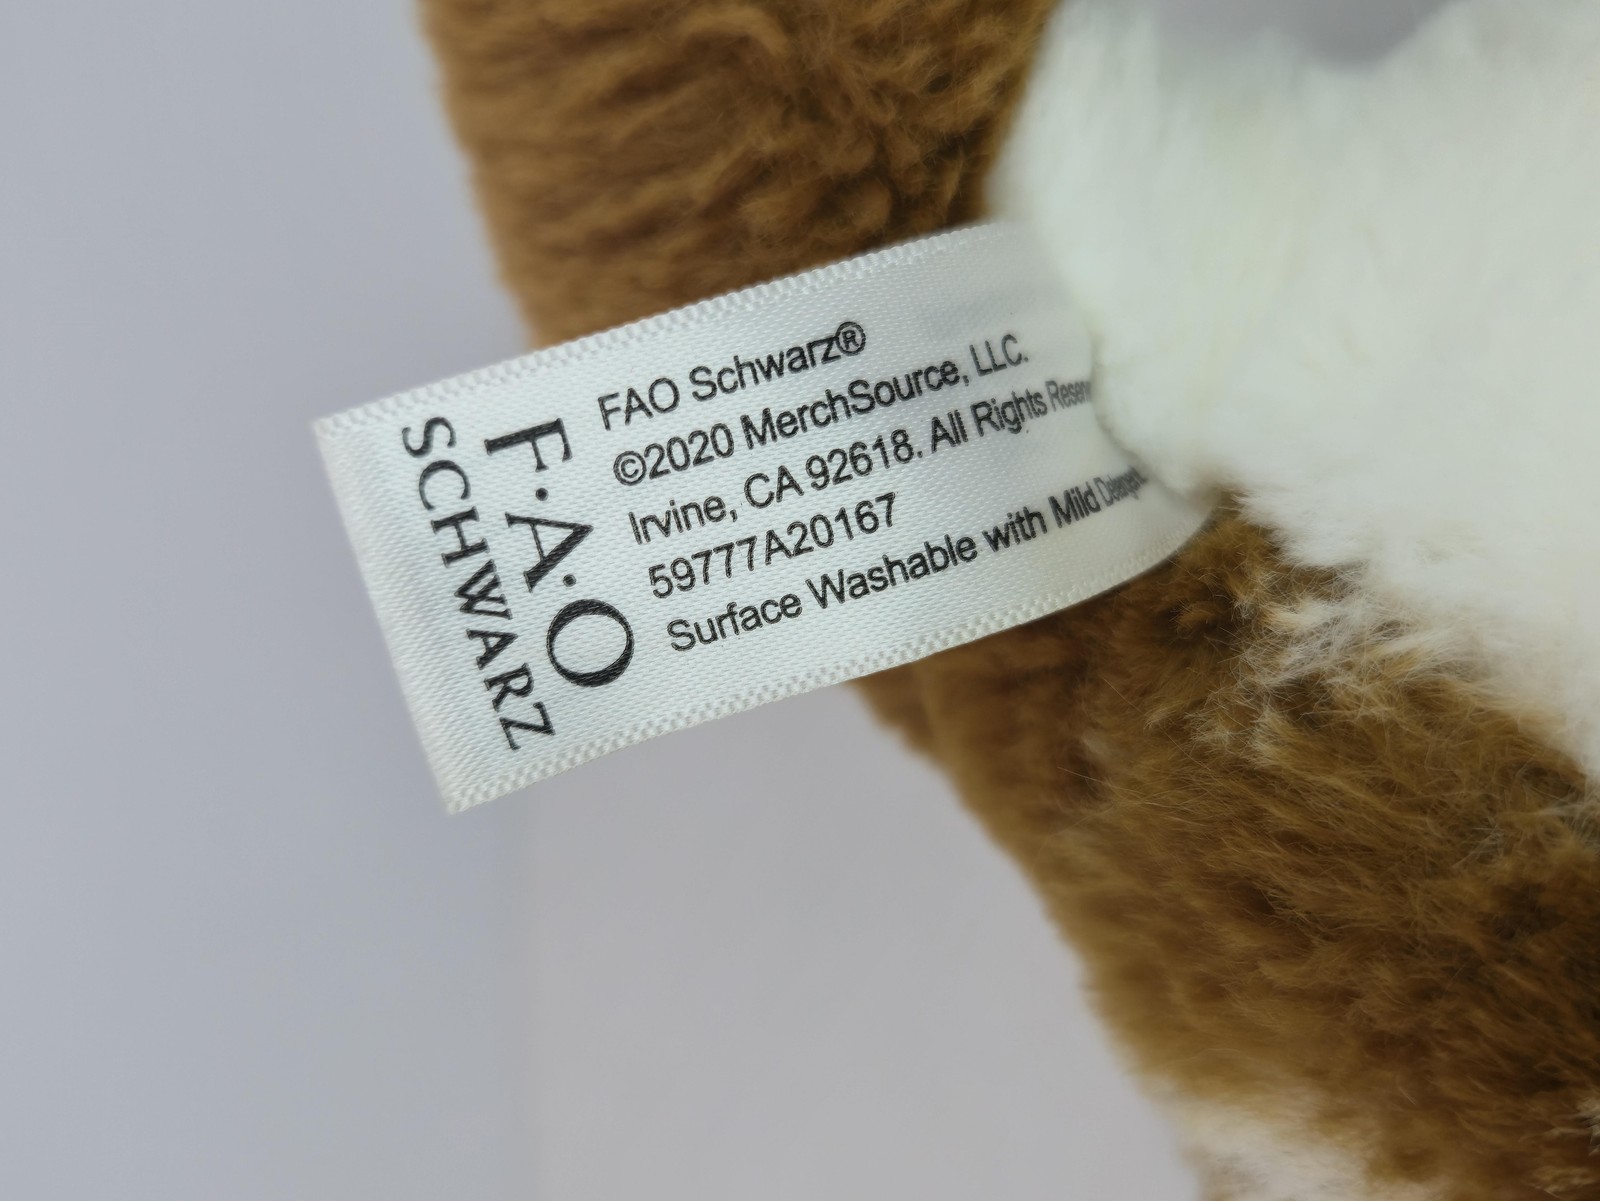 F·A·O
SCHWARZ
FAO Schwarz®
©2020 MerchSource, LLC.
Irvine, CA 92618. All Rights
59777A20167
Surface Washable with Mild